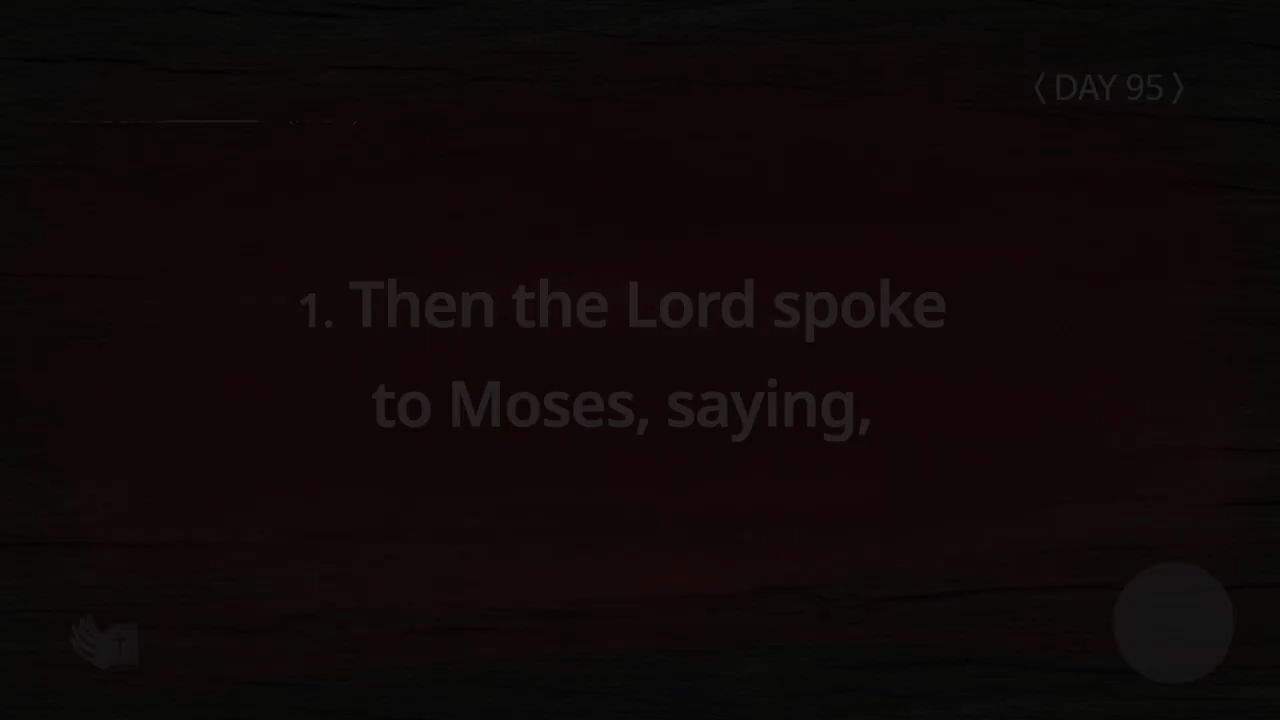 〈 DAY 95 〉
1. Then the Lord spoke
to Moses, saying,